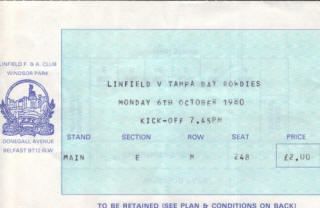 LINFIELD F. & A. CLUB
WINDSOR PARK
DONEGALL AVENUE
BELFAST BT12 6LW
LINFIELD V TAMPA BAY ROWDIES
MONDAY 6TH OCTOBER 1980
KICK-OFF 7.45PM
STAND SECTION ROW SEAT PRICE
MAIN E M 248 £2.00
TO BE RETAINED (SEE PLAN & CONDITIONS ON BACK)